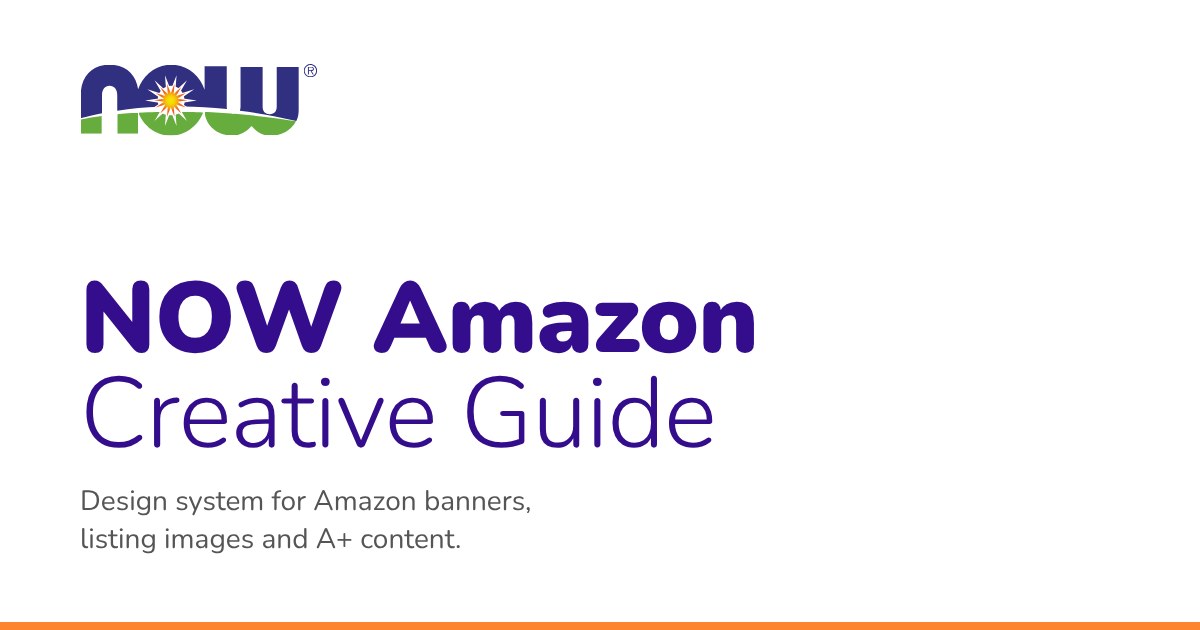 now®
NOW Amazon
Creative Guide
Design system for Amazon banners,
listing images and A+ content.